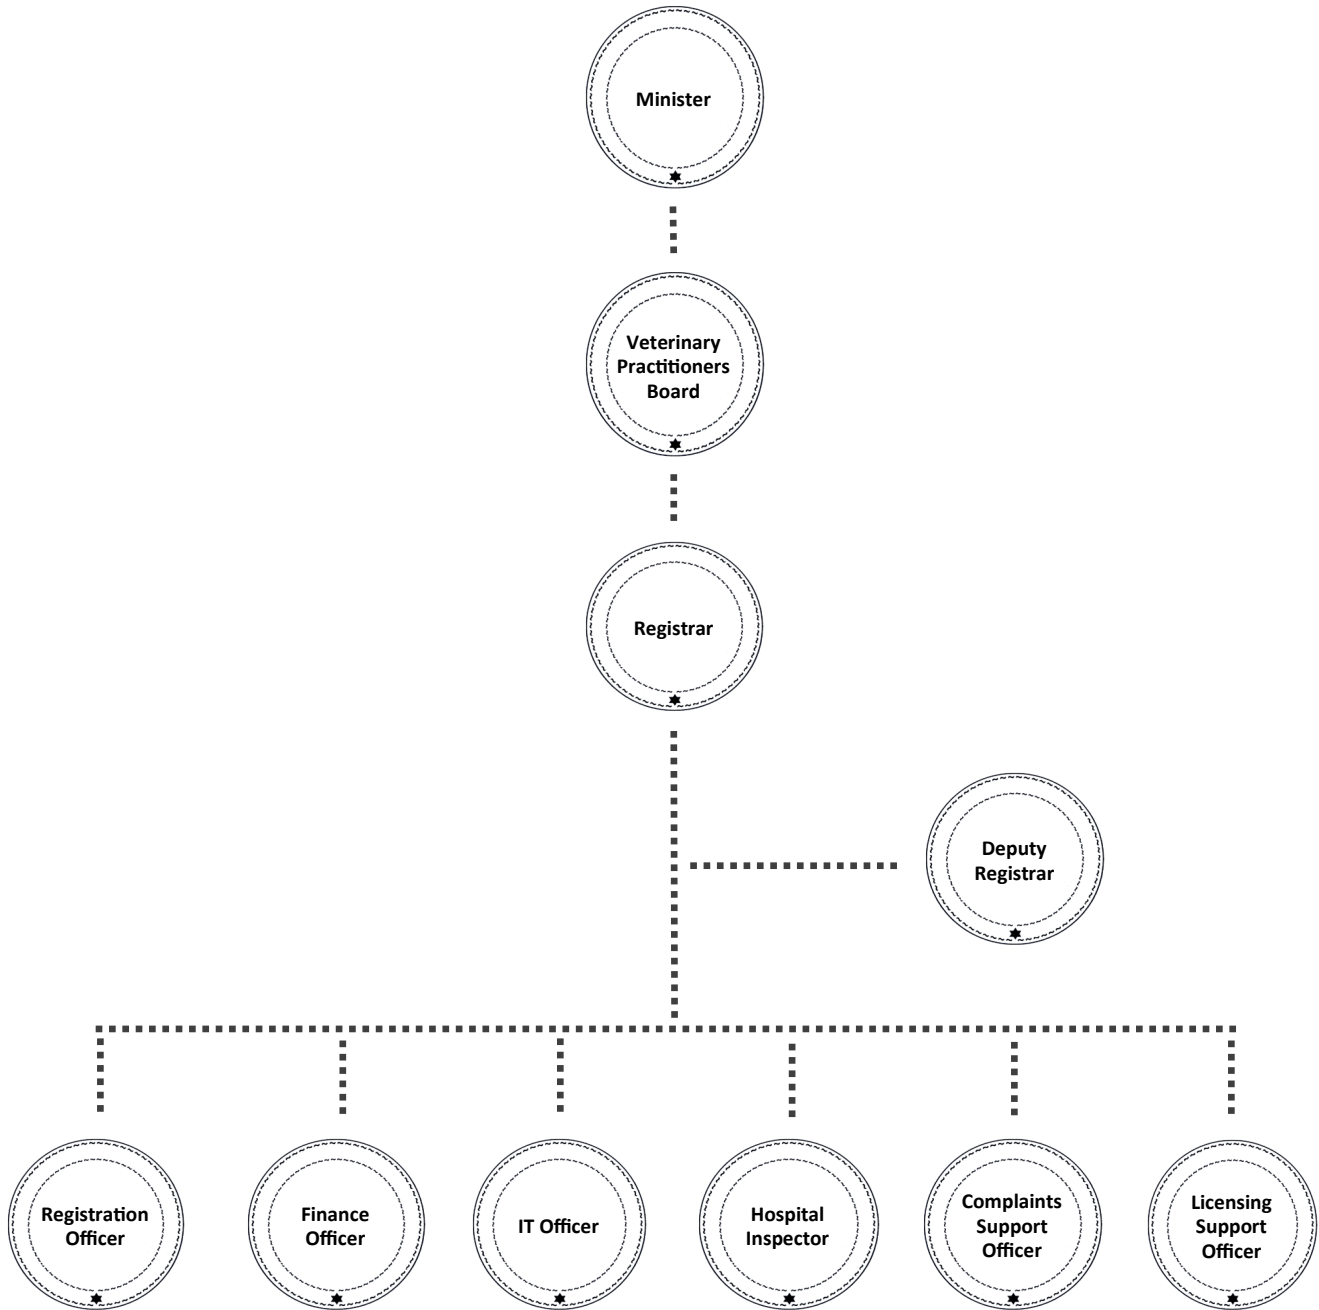 Minister
Veterinary
Practitioners
Board
Registrar
Deputy
Registrar
Registration
Officer
Finance
Officer
IT Officer
Hospital
Inspector
Complaints
Support
Officer
Licensing
Support
Officer